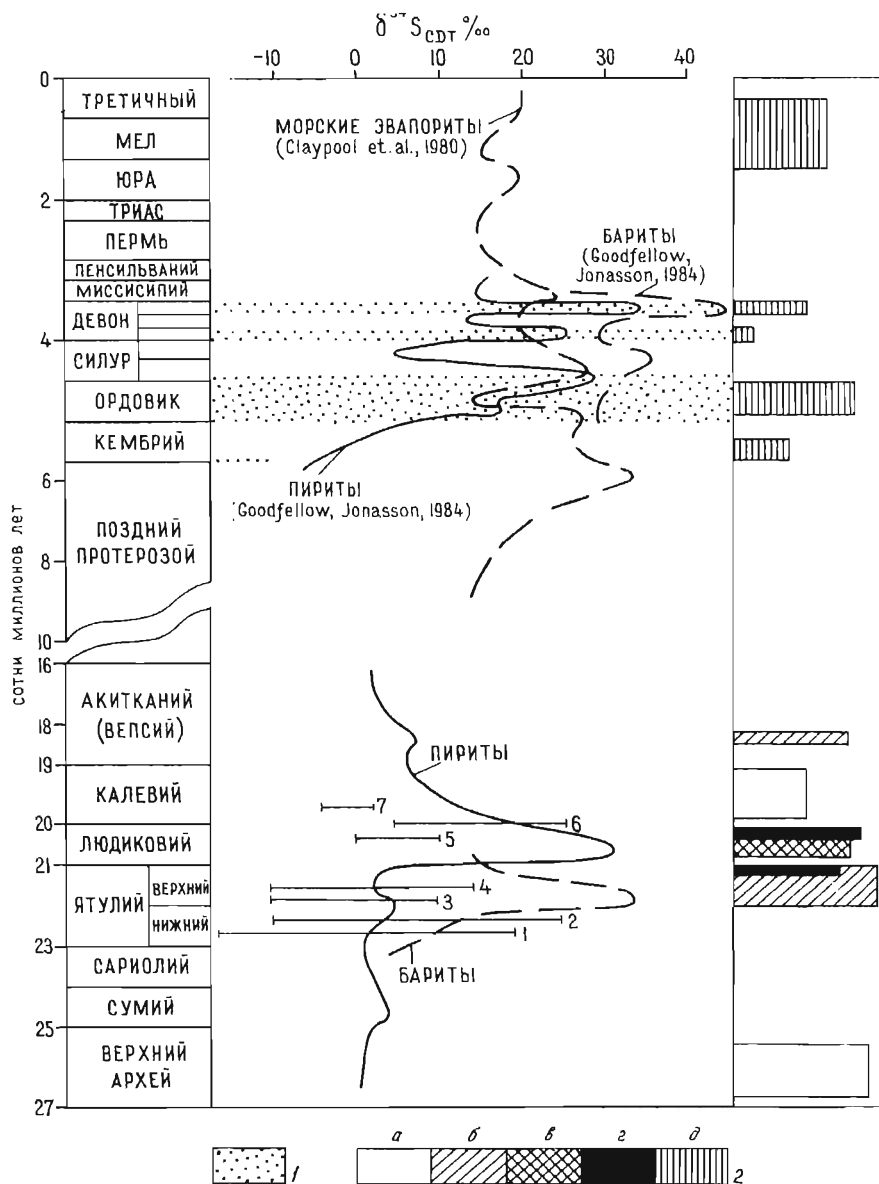 δ³⁴S_CDT ‰
-10 0 10 20 30 40
0
ТРЕТИЧНЫЙ
МОРСКИЕ ЭВАПОРИТЫ
(Claypool et. al., 1980)
МЕЛ
ЮРА
2
ТРИАС
ПЕРМЬ
БАРИТЫ
(Goodfellow,
Jonasson, 1984)
ПЕНСИЛЬВАНИЙ
МИССИСИПИЙ
ДЕВОН
4
СИЛУР
ОРДОВИК
КЕМБРИЙ
6
ПИРИТЫ
(Goodfellow, Jonasson, 1984)
ПОЗДНИЙ
ПРОТЕРОЗОЙ
8
10
сотни миллионов лет
16
АКИТКАНИЙ
(ВЕПСИЙ)
18
19
ПИРИТЫ
КАЛЕВИЙ
7
20
6
ЛЮДИКОВИЙ
5
21
ЯТУЛИЙ
ВЕРХНИЙ
4
3
НИЖНИЙ
2
1
23
БАРИТЫ
САРИОЛИЙ
СУМИЙ
25
ВЕРХНИЙ
АРХЕЙ
27
а б в г д
1 2